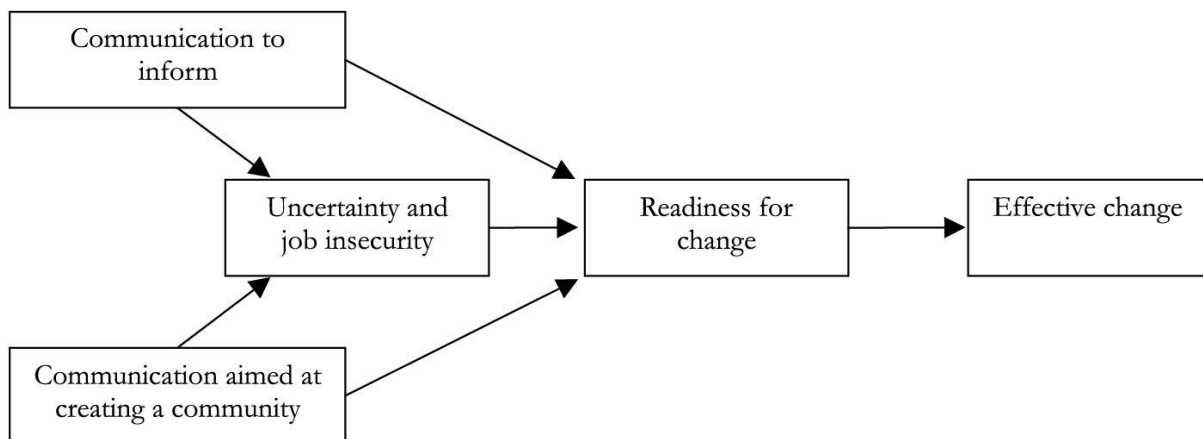 Communication to
inform
Uncertainty and
job insecurity
Readiness for
change
Effective change
Communication aimed at
creating a community